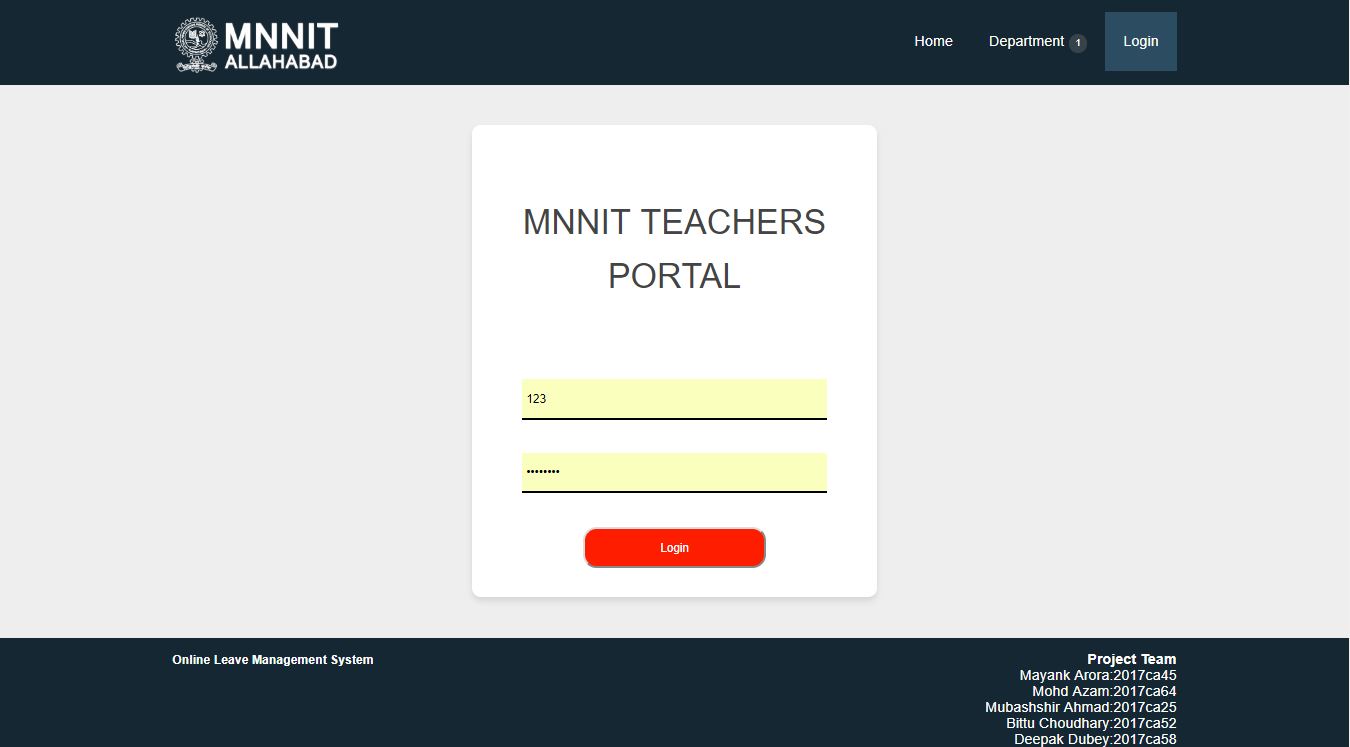 MNNIT
ALLAHABAD
Home Department 1 Login
MNNIT TEACHERS
PORTAL
123
••••••••
Login
Online Leave Management System
Project Team
Mayank Arora:2017ca45
Mohd Azam:2017ca64
Mubashshir Ahmad:2017ca25
Bittu Choudhary:2017ca52
Deepak Dubey:2017ca58